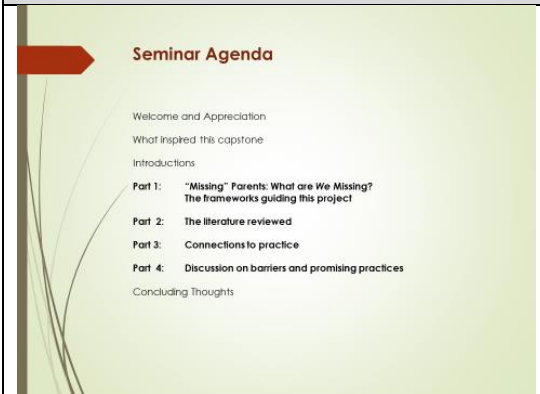 Seminar Agenda
Welcome and Appreciation
What inspired this capstone
Introductions
Part 1: "Missing" Parents: What are We Missing?
The frameworks guiding this project
Part 2: The literature reviewed
Part 3: Connections to practice
Part 4: Discussion on barriers and promising practices
Concluding Thoughts